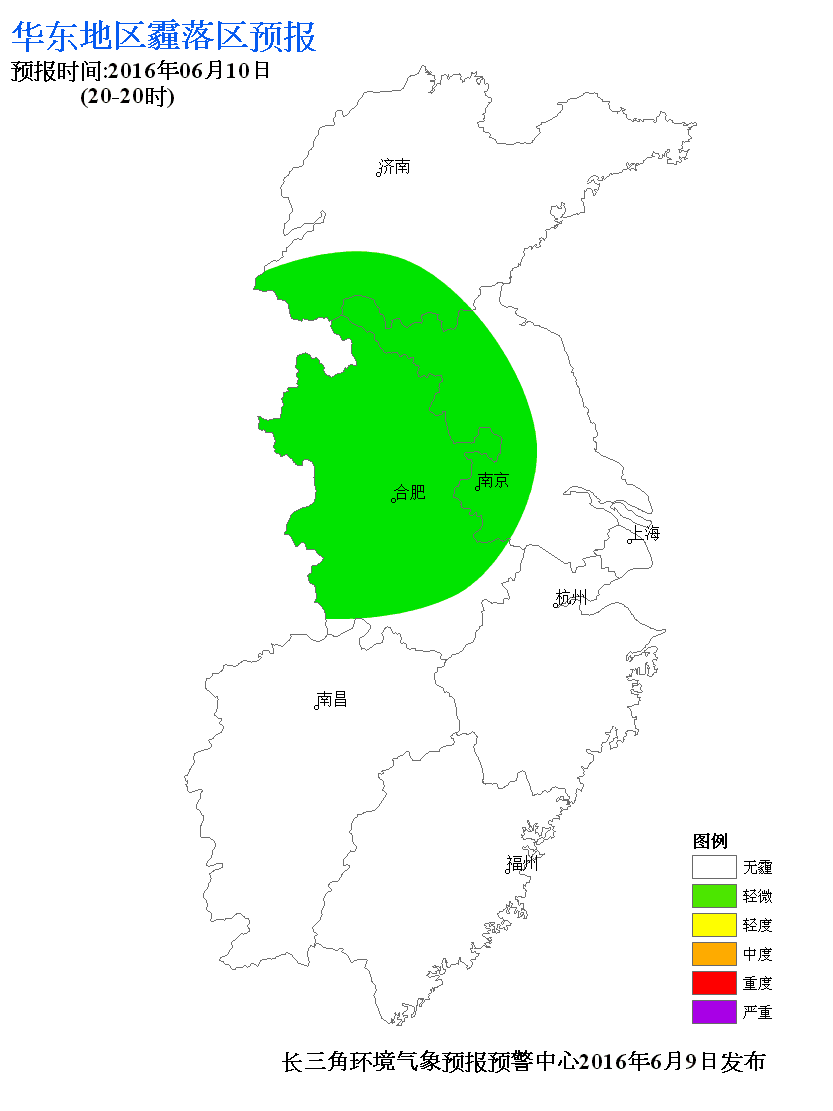 华东地区霾落区预报
预报时间:2016年06月10日
(20-20时)
济南
合肥
南京
上海
杭州
南昌
福州
图例
无霾
轻微
轻度
中度
重度
严重
长三角环境气象预报预警中心2016年6月9日发布